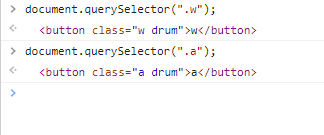 document.querySelector(".w");
<button class="w drum">w</button>
document.querySelector(".a");
<button class="a drum">a</button>